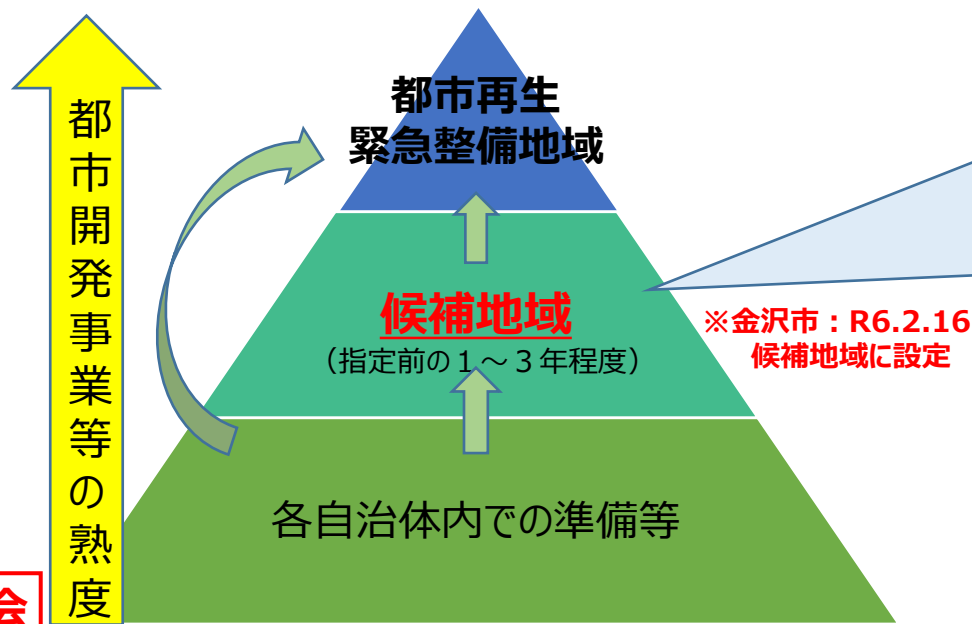 都市開発事業等の熟度
都市再生
緊急整備地域
候補地域
（指定前の１～３年程度）
※金沢市：R6.2.16
候補地域に設定
各自治体内での準備等
会